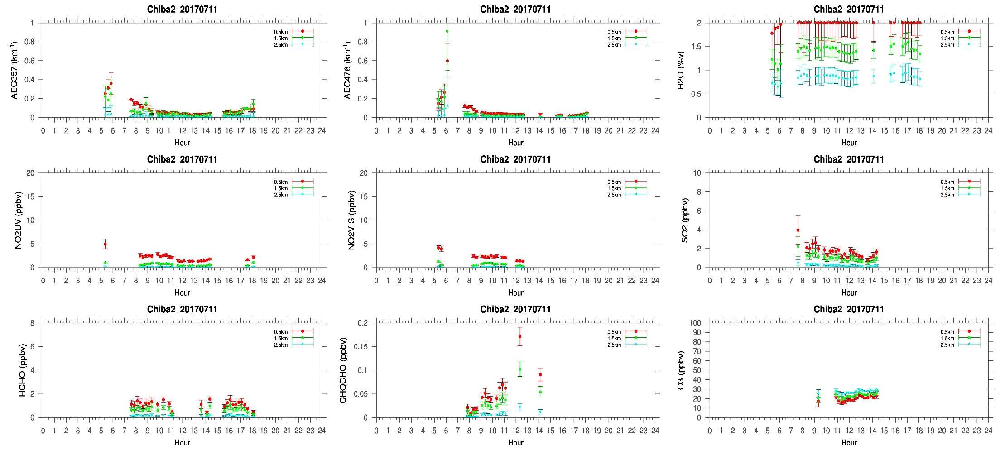 Chiba2 20170711
AEC357 (km-1)
1
0.8
0.6
0.4
0.2
0
0.5km
1.5km
2.5km
0 1 2 3 4 5 6 7 8 9 10 11 12 13 14 15 16 17 18 19 20 21 22 23 24
Hour
Chiba2 20170711
AEC476 (km-1)
1
0.8
0.6
0.4
0.2
0
0.5km
1.5km
2.5km
0 1 2 3 4 5 6 7 8 9 10 11 12 13 14 15 16 17 18 19 20 21 22 23 24
Hour
Chiba2 20170711
H2O (%v)
2
1.5
1
0.5
0
0.5km
1.5km
2.5km
0 1 2 3 4 5 6 7 8 9 10 11 12 13 14 15 16 17 18 19 20 21 22 23 24
Hour
Chiba2 20170711
NO2UV (ppbv)
20
15
10
5
0
0.5km
1.5km
2.5km
0 1 2 3 4 5 6 7 8 9 10 11 12 13 14 15 16 17 18 19 20 21 22 23 24
Hour
Chiba2 20170711
NO2VIS (ppbv)
20
15
10
5
0
0.5km
1.5km
2.5km
0 1 2 3 4 5 6 7 8 9 10 11 12 13 14 15 16 17 18 19 20 21 22 23 24
Hour
Chiba2 20170711
SO2 (ppbv)
10
8
6
4
2
0
0.5km
1.5km
2.5km
0 1 2 3 4 5 6 7 8 9 10 11 12 13 14 15 16 17 18 19 20 21 22 23 24
Hour
Chiba2 20170711
HCHO (ppbv)
8
6
4
2
0
0.5km
1.5km
2.5km
0 1 2 3 4 5 6 7 8 9 10 11 12 13 14 15 16 17 18 19 20 21 22 23 24
Hour
Chiba2 20170711
CHOCHO (ppbv)
0.2
0.15
0.1
0.05
0
0.5km
1.5km
2.5km
0 1 2 3 4 5 6 7 8 9 10 11 12 13 14 15 16 17 18 19 20 21 22 23 24
Hour
Chiba2 20170711
O3 (ppbv)
100
90
80
70
60
50
40
30
20
10
0
0.5km
1.5km
2.5km
0 1 2 3 4 5 6 7 8 9 10 11 12 13 14 15 16 17 18 19 20 21 22 23 24
Hour